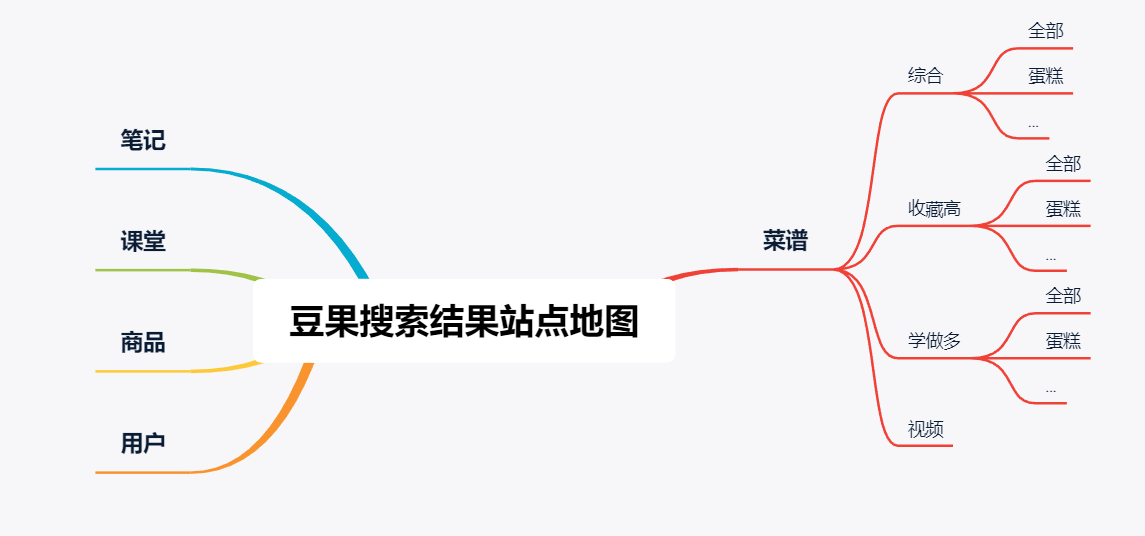 豆果搜索结果站点地图
菜谱
综合
全部
蛋糕
...
收藏高
全部
蛋糕
...
学做多
全部
蛋糕
...
视频
笔记
课堂
商品
用户